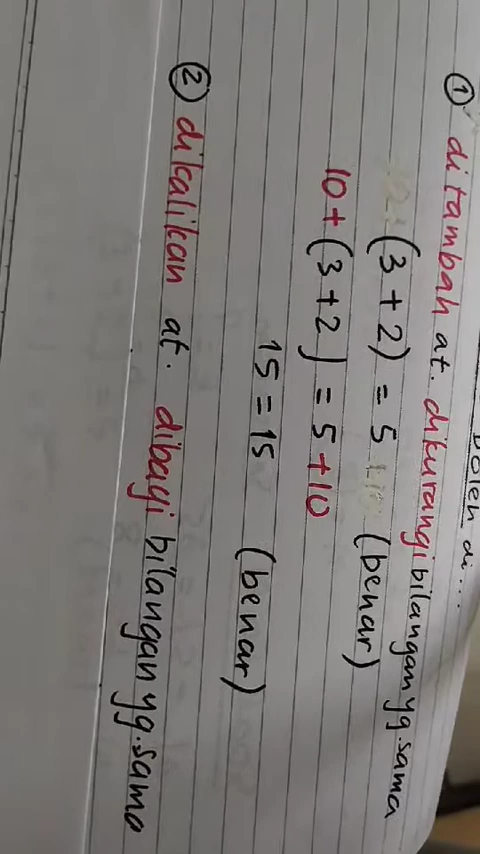 boleh di...
① ditambah at. dikurangi bilangan yg. sama
(3 + 2) = 5 (benar)
10 + (3 + 2) = 5 + 10
15 = 15 (benar)
② dikalikan at. dibagi bilangan yg. sama